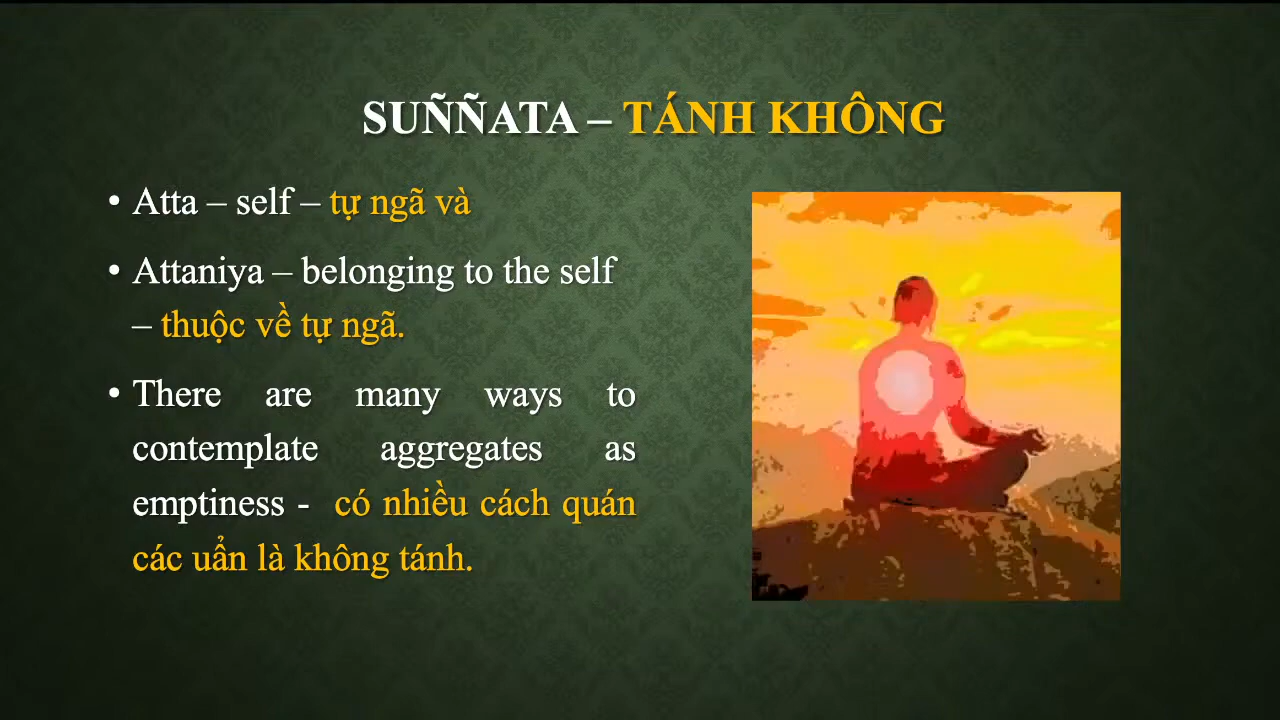 SUÑÑATA – TÁNH KHÔNG
• Atta – self – tự ngã và
• Attaniya – belonging to the self
– thuộc về tự ngã.
• There are many ways to
contemplate aggregates as
emptiness - có nhiều cách quán
các uẩn là không tánh.